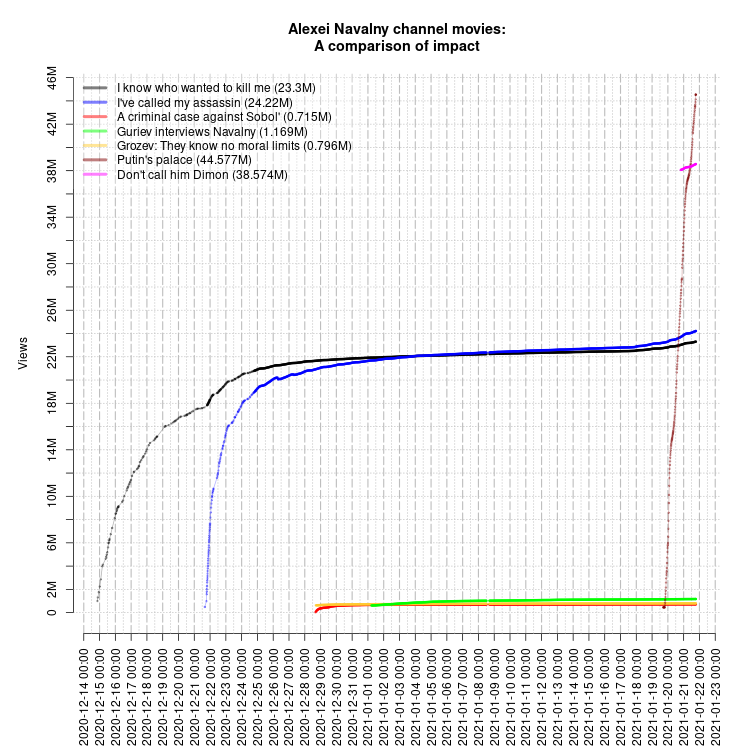 Alexei Navalny channel movies:
A comparison of impact
I know who wanted to kill me (23.3M)
I've called my assassin (24.22M)
A criminal case against Sobol' (0.715M)
Guriev interviews Navalny (1.169M)
Grozev: They know no moral limits (0.796M)
Putin's palace (44.577M)
Don't call him Dimon (38.574M)
Views
46M
42M
38M
34M
30M
26M
22M
18M
14M
10M
6M
2M
0
2020-12-14 00:00
2020-12-15 00:00
2020-12-16 00:00
2020-12-17 00:00
2020-12-18 00:00
2020-12-19 00:00
2020-12-20 00:00
2020-12-21 00:00
2020-12-22 00:00
2020-12-23 00:00
2020-12-24 00:00
2020-12-25 00:00
2020-12-26 00:00
2020-12-27 00:00
2020-12-28 00:00
2020-12-29 00:00
2020-12-30 00:00
2020-12-31 00:00
2021-01-01 00:00
2021-01-02 00:00
2021-01-03 00:00
2021-01-04 00:00
2021-01-05 00:00
2021-01-06 00:00
2021-01-07 00:00
2021-01-08 00:00
2021-01-09 00:00
2021-01-10 00:00
2021-01-11 00:00
2021-01-12 00:00
2021-01-13 00:00
2021-01-14 00:00
2021-01-15 00:00
2021-01-16 00:00
2021-01-17 00:00
2021-01-18 00:00
2021-01-19 00:00
2021-01-20 00:00
2021-01-21 00:00
2021-01-22 00:00
2021-01-23 00:00